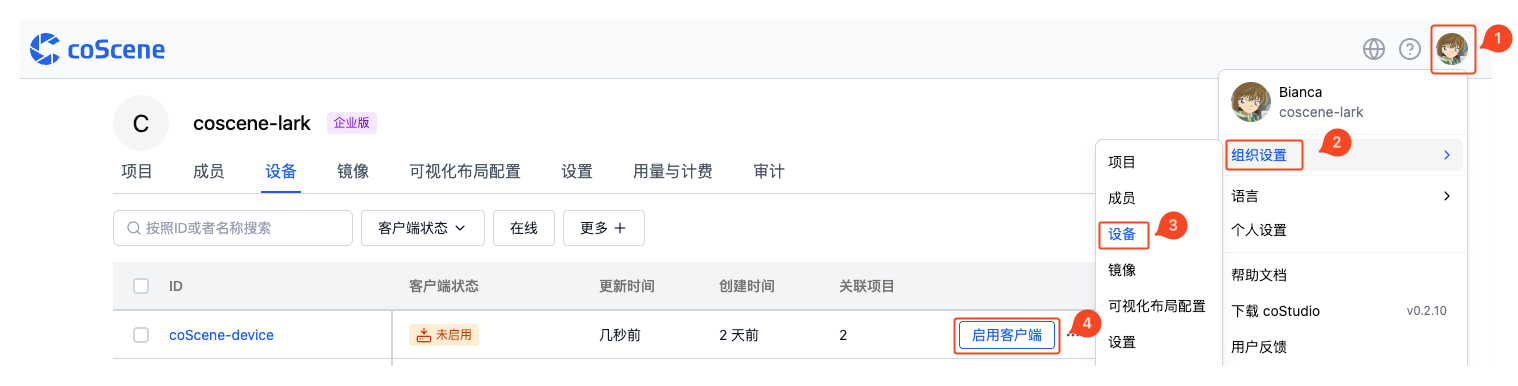 coScene
1
C
coscene-lark 企业版
项目 成员 设备 镜像 可视化布局配置 设置 用量与计费 审计
按照ID或者名称搜索 客户端状态 在线 更多
ID 客户端状态 更新时间 创建时间 关联项目
coScene-device 未启用 几秒前 2 天前 2 启用客户端 ...
4
Bianca
coscene-lark
组织设置
2
语言
个人设置
帮助文档
下载 coStudio v0.2.10
用户反馈
项目
成员
设备
3
镜像
可视化布局配置
设置